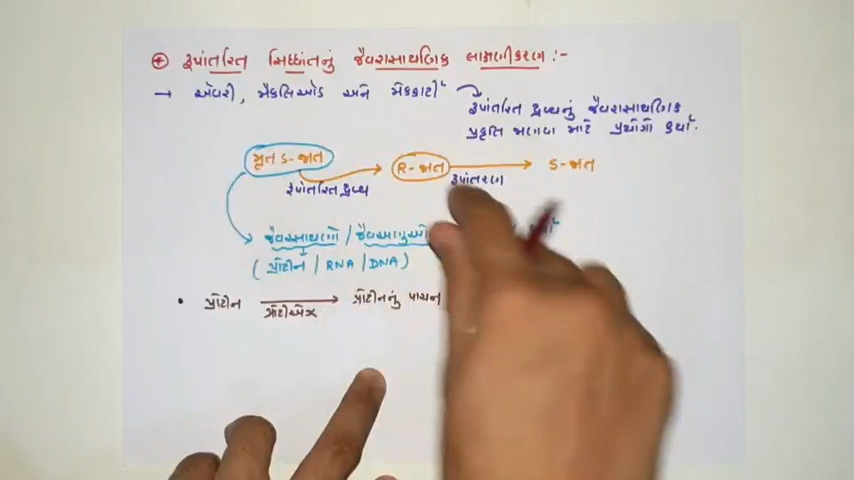 ⊕ રૂપાંતરિત સિદ્ધાંતનું જૈવરાસાયણિક લાક્ષણીકરણ :-
→ એવરી, મૈકલિઓડ અને મેકકાર્ટી
રૂપાંતરિત દ્રવ્યનું જૈવરાસાયણિક
પ્રકૃતિ જાણવા માટે પ્રયોગો કર્યા.
મૃત S-જાત R-જાત S-જાત
રૂપાંતરિત દ્રવ્ય રૂપાંતરણ
જૈવરસાયણો / જૈવઅણુઓ
( પ્રોટીન / RNA / DNA )
• પ્રોટીન → પ્રોટીનનું પાચન
પ્રોટીએઝ